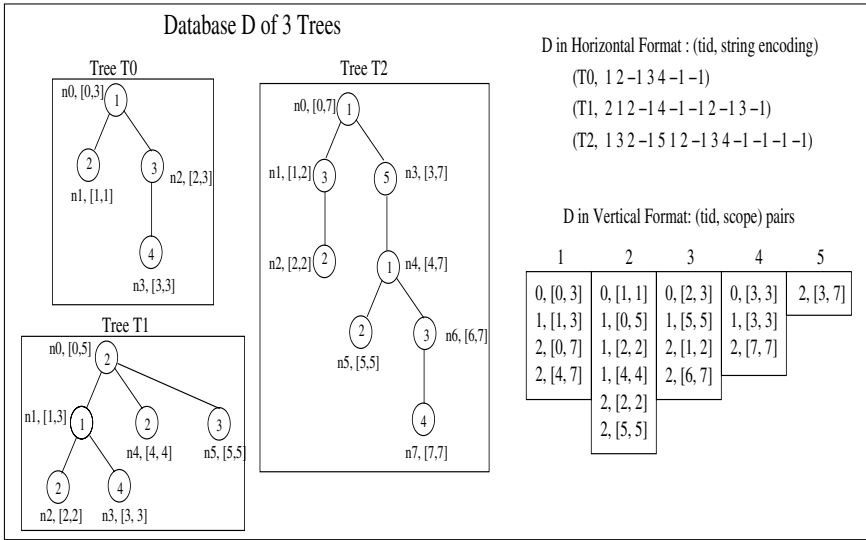 Database D of 3 Trees
Tree T0
n0, [0,3]
1
2
3
n1, [1,1]
n2, [2,3]
4
n3, [3,3]
Tree T1
n0, [0,5]
2
n1, [1,3]
1
2
3
n4, [4, 4]
n5, [5,5]
2
4
n2, [2,2]
n3, [3, 3]
Tree T2
n0, [0,7]
1
n1, [1,2]
3
5
n3, [3,7]
n2, [2,2]
2
1
n4, [4,7]
2
3
n6, [6,7]
n5, [5,5]
4
n7, [7,7]
D in Horizontal Format : (tid, string encoding)
(T0, 1 2 −1 3 4 −1 −1)
(T1, 2 1 2 −1 4 −1 −1 2 −1 3 −1)
(T2, 1 3 2 −1 5 1 2 −1 3 4 −1 −1 −1 −1)
D in Vertical Format: (tid, scope) pairs
1 2 3 4 5
0, [0, 3] 0, [1, 1] 0, [2, 3] 0, [3, 3] 2, [3, 7]
1, [1, 3] 1, [0, 5] 1, [5, 5] 1, [3, 3]
2, [0, 7] 1, [2, 2] 2, [1, 2] 2, [7, 7]
2, [4, 7] 1, [4, 4] 2, [6, 7]
2, [2, 2]
2, [5, 5]